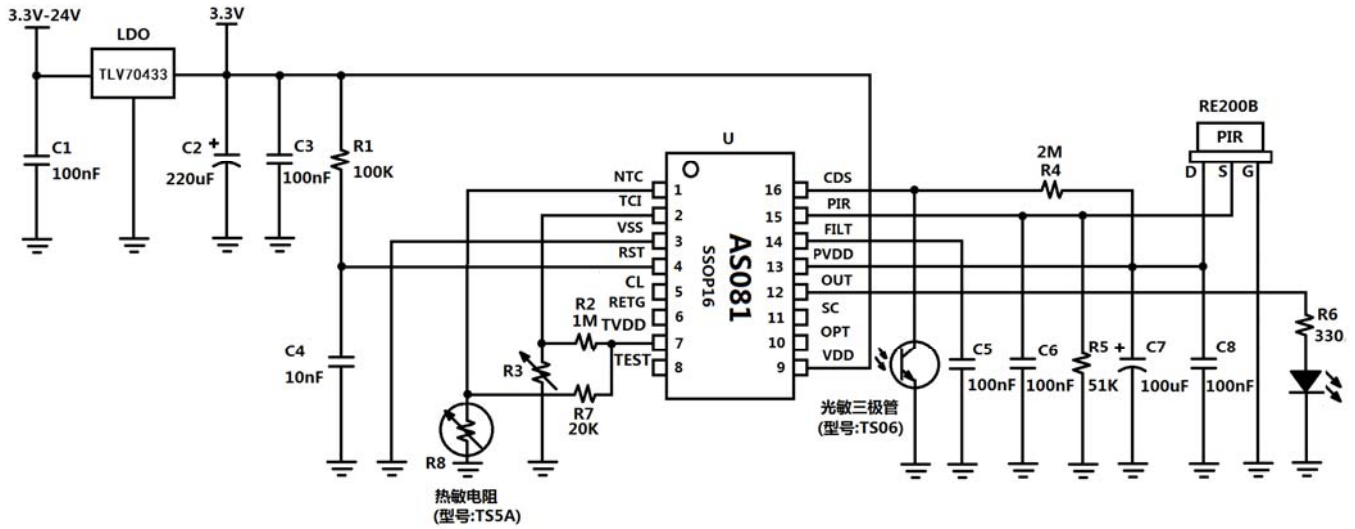 3.3V-24V
LDO
TLV70433
3.3V
C1
100nF
C2
+
220uF
C3
100nF
R1
100K
C4
10nF
U
AS081
SSOP16
NTC
1
TCI
2
VSS
3
RST
4
CL
5
RETG
6
TVDD
7
TEST
8
16
CDS
15
PIR
14
FILT
13
PVDD
12
OUT
11
SC
10
OPT
9
VDD
R2
1M
R3
R7
20K
R8
热敏电阻
(型号:TS5A)
2M
R4
RE200B
PIR
D S G
光敏三极管
(型号:TS06)
C5
100nF
C6
100nF
R5
51K
+
C7
100uF
C8
100nF
R6
330